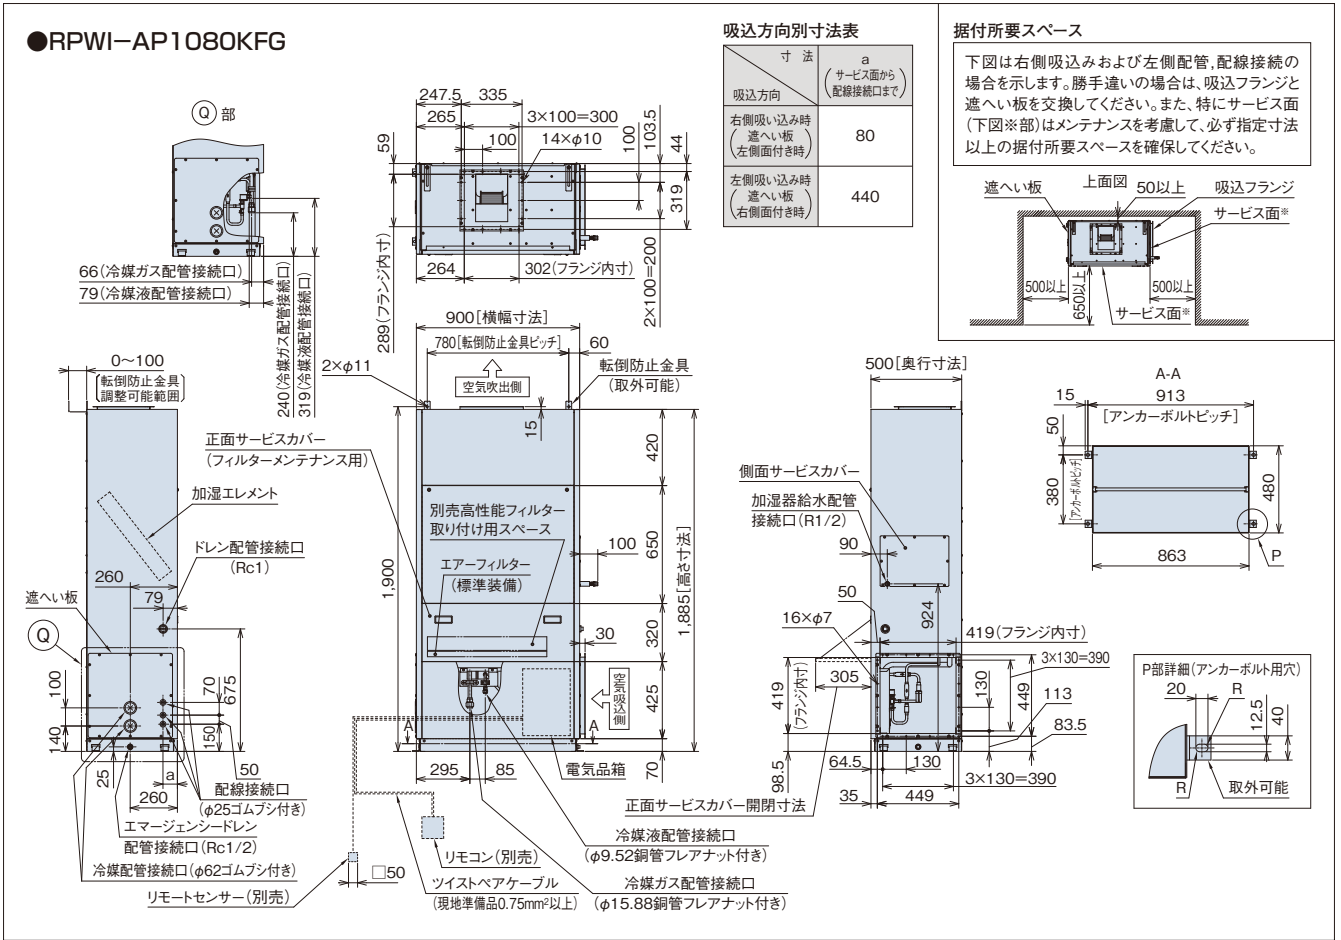 ●RPWI−AP1080KFG
Q 部
66(冷媒ガス配管接続口)
79(冷媒液配管接続口)
240(冷媒ガス配管接続口)
319(冷媒液配管接続口)
247.5
335
265
3×100=300
100
14×φ10
59
100
103.5
44
319
264
302(フランジ内寸)
289(フランジ内寸)
2×100=200
吸込方向別寸法表
寸 法
吸込方向
a
(サービス面から
配線接続口まで)
右側吸い込み時
(遮へい板
左側面付き時)
80
左側吸い込み時
(遮へい板
右側面付き時)
440
据付所要スペース
下図は右側吸込みおよび左側配管,配線接続の
場合を示します。勝手違いの場合は、吸込フランジと
遮へい板を交換してください。また、特にサービス面
(下図※部)はメンテナンスを考慮して、必ず指定寸法
以上の据付所要スペースを確保してください。
遮へい板
上面図
50以上
吸込フランジ
サービス面※
500以上
650以上
500以上
サービス面※
0〜100
[転倒防止金具
調整可能範囲]
加湿エレメント
ドレン配管接続口
(Rc1)
260
79
遮へい板
Q
100
140
70
675
150
25
a
50
260
配線接続口
(φ25ゴムブシ付き)
エマージェンシードレン
配管接続口(Rc1/2)
冷媒配管接続口(φ62ゴムブシ付き)
リモートセンサー(別売)
900[横幅寸法]
780[転倒防止金具ピッチ]
60
2×φ11
空気吹出側
転倒防止金具
(取外可能)
15
正面サービスカバー
(フィルターメンテナンス用)
別売高性能フィルター
取り付け用スペース
エアーフィルター
(標準装備)
1,900
420
650
320
425
70
1,885[高さ寸法]
100
30
空気吸込側
A
A
295
85
電気品箱
リモコン(別売)
□50
ツイストペアケーブル
(現地準備品0.75mm²以上)
冷媒液配管接続口
(φ9.52銅管フレアナット付き)
冷媒ガス配管接続口
(φ15.88銅管フレアナット付き)
500[奥行寸法]
側面サービスカバー
加湿器給水配管
接続口(R1/2)
90
50
924
16×φ7
419(フランジ内寸)
305
419
(フランジ内寸)
3×130=390
130
449
113
83.5
98.5
64.5
130
3×130=390
35
449
正面サービスカバー開閉寸法
A-A
15
913
[アンカーボルトピッチ]
50
380
[アンカーボルトピッチ]
480
863
P
P部詳細(アンカーボルト用穴)
20
R
12.5
40
R
取外可能